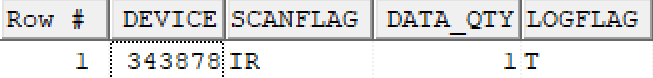 Row # DEVICE SCANFLAG DATA_QTY LOGFLAG
1 343878 IR 1 T